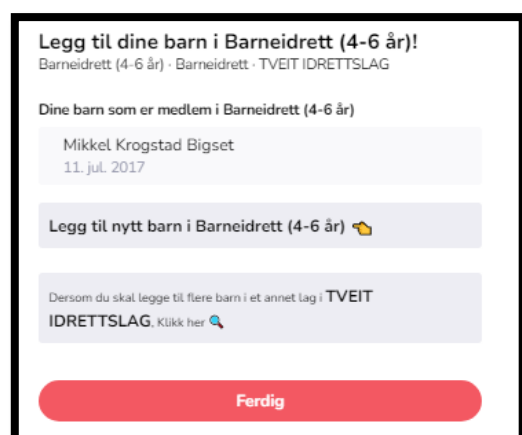 Legg til dine barn i Barneidrett (4-6 år)!
Barneidrett (4-6 år) · Barneidrett · TVEIT IDRETTSLAG
Dine barn som er medlem i Barneidrett (4-6 år)
Mikkel Krogstad Bigset
11. jul. 2017
Legg til nytt barn i Barneidrett (4-6 år) 👈
Dersom du skal legge til flere barn i et annet lag i TVEIT
IDRETTSLAG, Klikk her 🔍
Ferdig